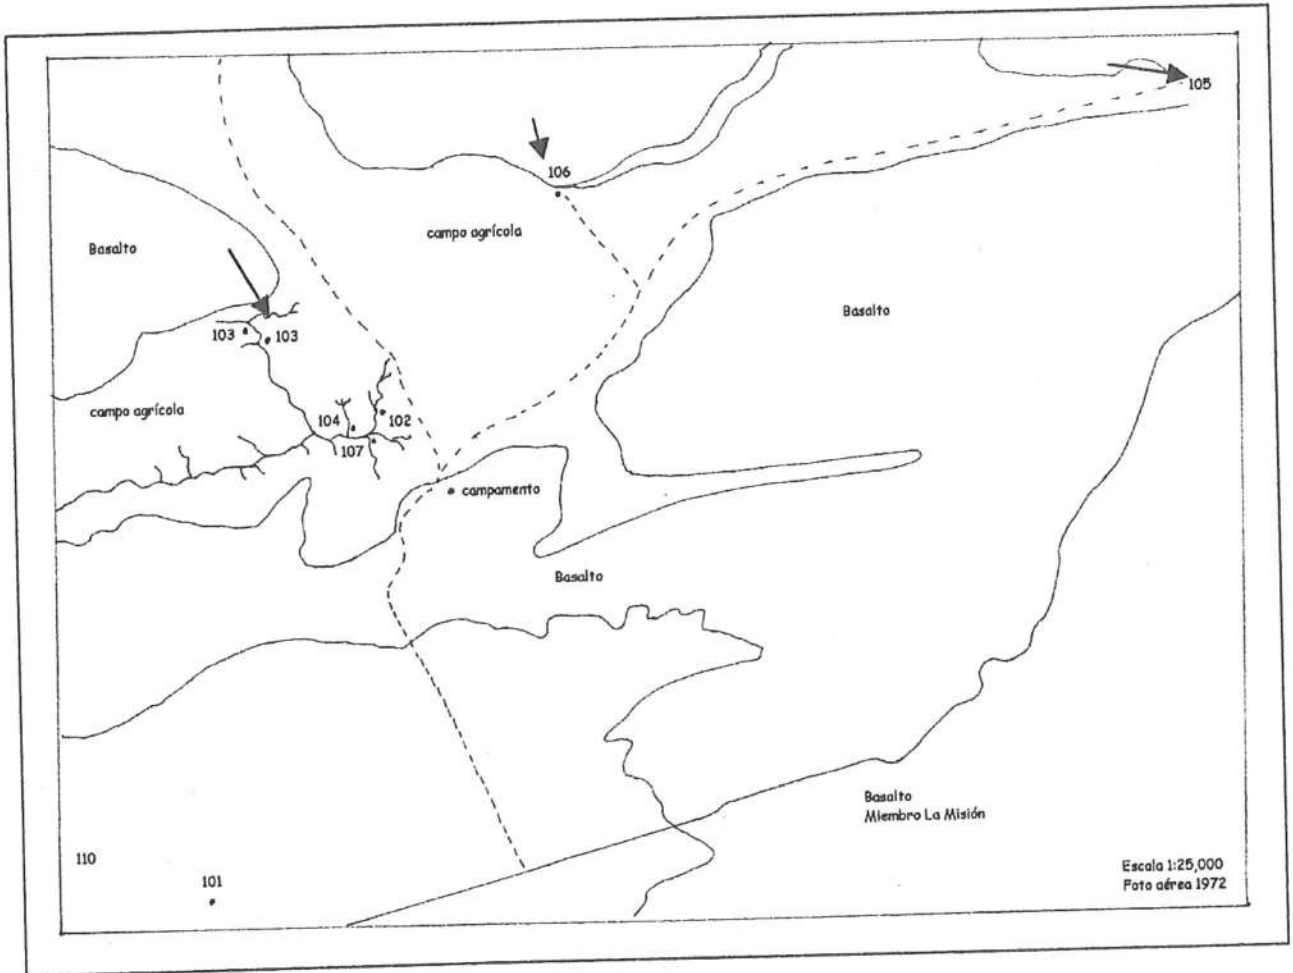 105
106
campo agrícola
Basalto
Basalto
103
103
campo agrícola
104
102
107
campamento
Basalto
Basalto
Miembro La Misión
110
101
Escala 1:25,000
Foto aérea 1972